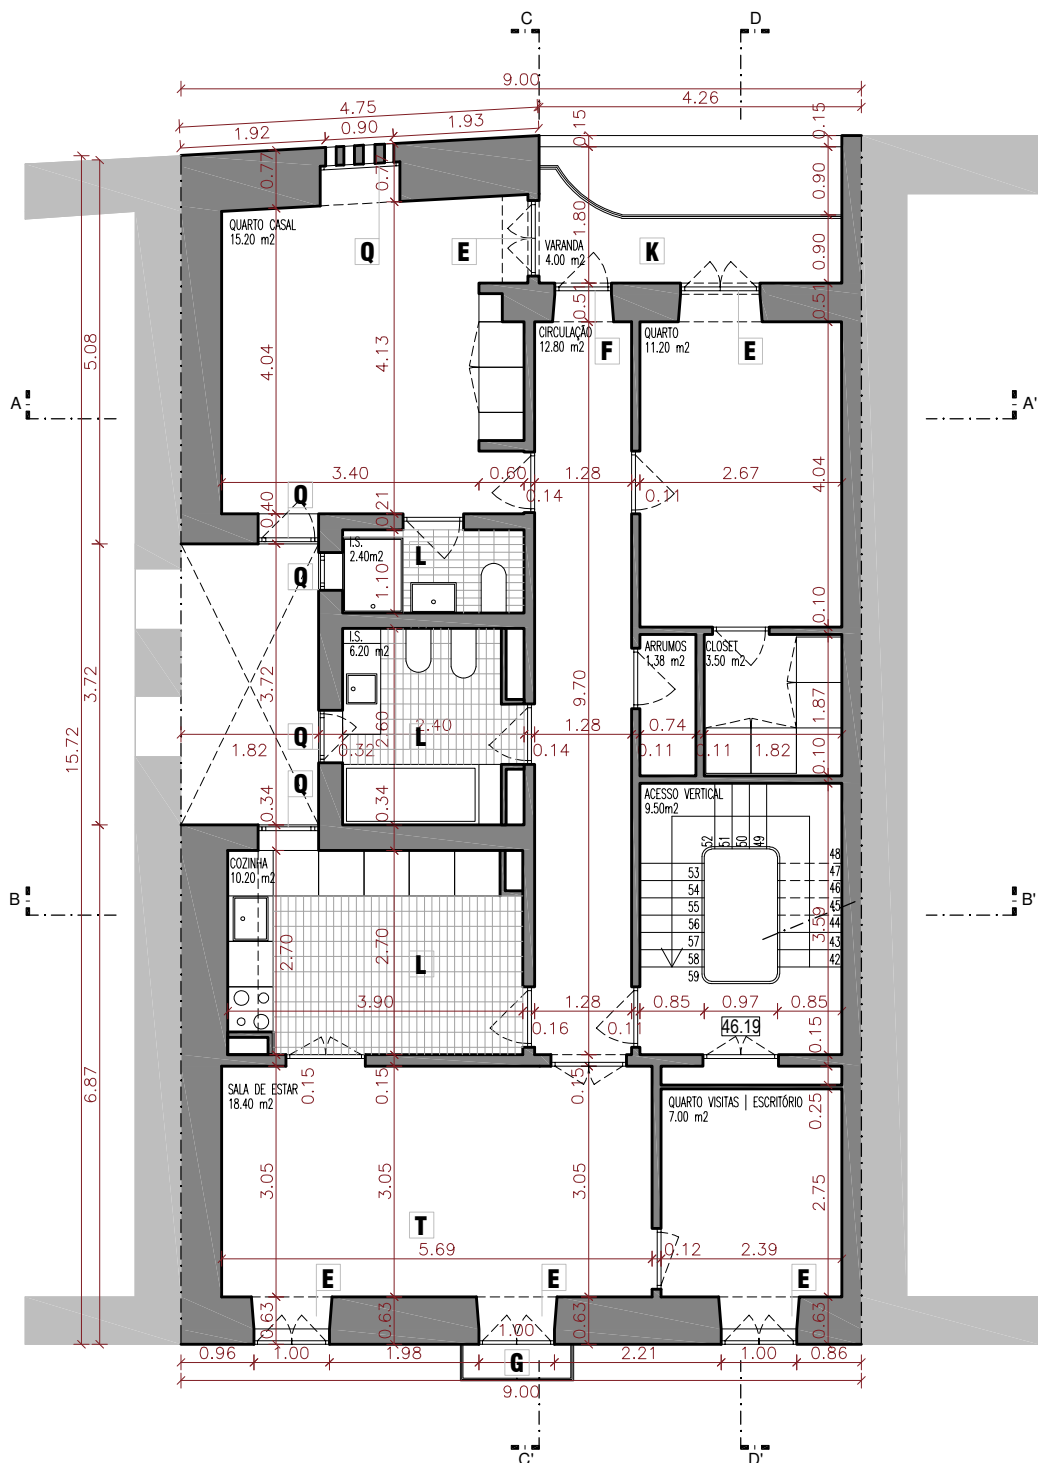 C
D
9.00
4.75
4.26
1.92
0.90
1.93
0.15
0.15
0.77
0.77
0.90
QUARTO CASAL
15.20 m2
Q
E
1.80
VARANDA
4.00 m2
K
0.90
0.51
0.51
CIRCULAÇÃO
12.80 m2
F
QUARTO
11.20 m2
E
5.08
4.04
4.13
A
A'
3.40
0.60
1.28
2.67
4.04
0.14
0.11
Q
0.40
0.21
I.S.
2.40m2
L
Q
1.10
0.10
I.S.
6.20 m2
ARRUMOS
1.38 m2
CLOSET
3.50 m2
15.72
3.72
3.72
9.70
1.87
Q
2.60
L
2.40
1.82
0.32
0.14
1.28
0.74
0.11
0.11
1.82
0.10
Q
0.34
0.34
ACESSO VERTICAL
9.50m2
52
51
50
49
COZINHA
10.20 m2
48
53
47
54
46
55
45
56
44
57
43
58
42
59
3.59
B
B'
2.70
2.70
L
3.90
1.28
0.85
0.97
0.85
0.16
0.11
46.19
0.15
6.87
SALA DE ESTAR
18.40 m2
0.15
0.15
0.15
QUARTO VISITAS | ESCRITÓRIO
7.00 m2
0.25
3.05
3.05
3.05
2.75
T
5.69
0.12
2.39
E
E
E
0.63
0.63
0.63
0.63
1.00
0.96
1.00
1.98
G
2.21
1.00
0.86
9.00
C'
D'